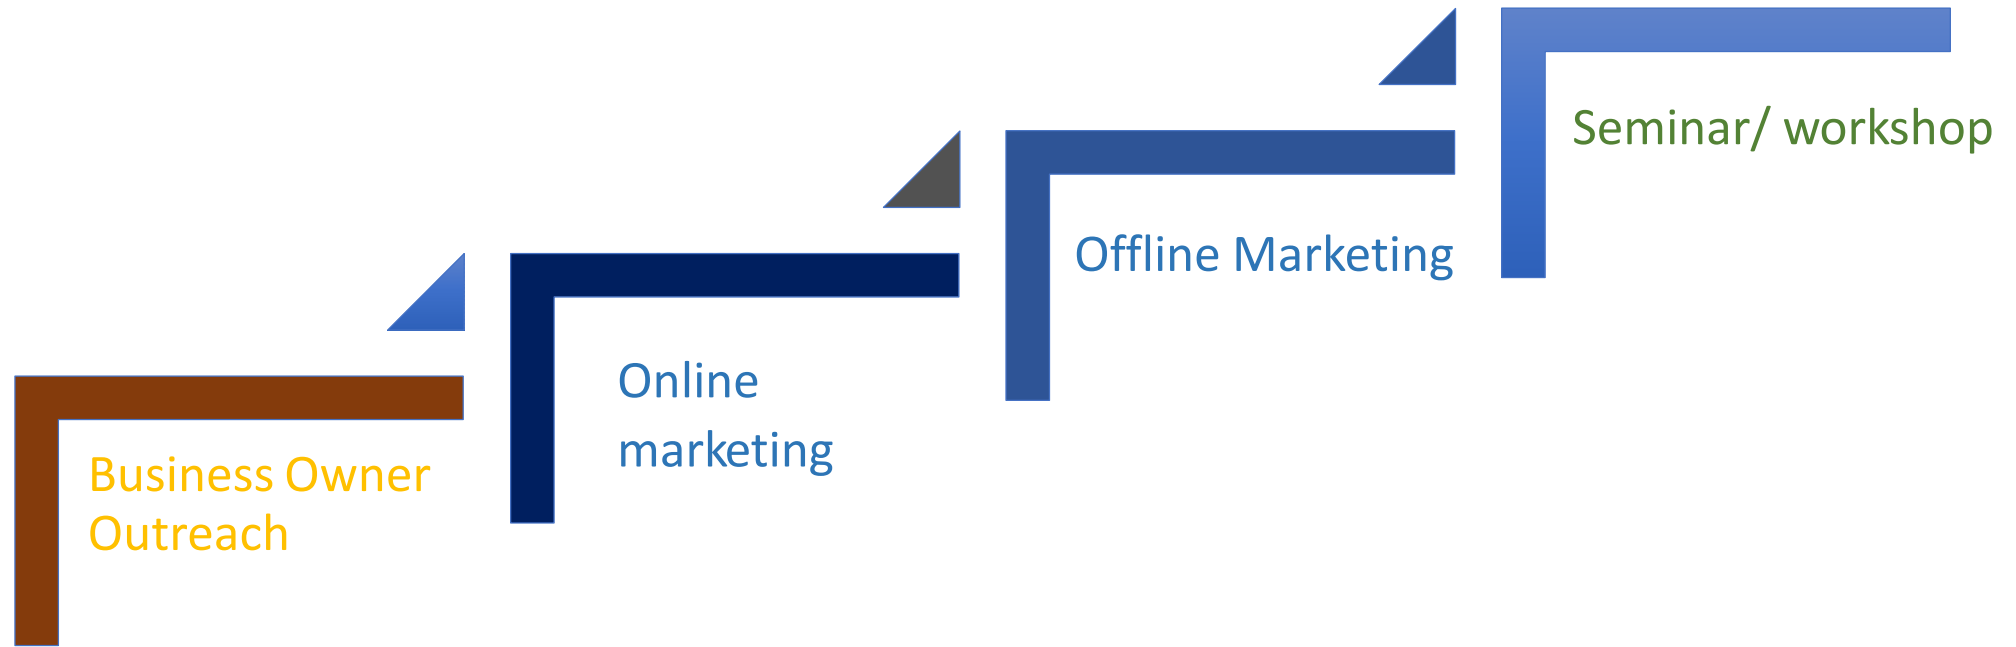 Business Owner
Outreach
Online
marketing
Offline Marketing
Seminar/ workshop